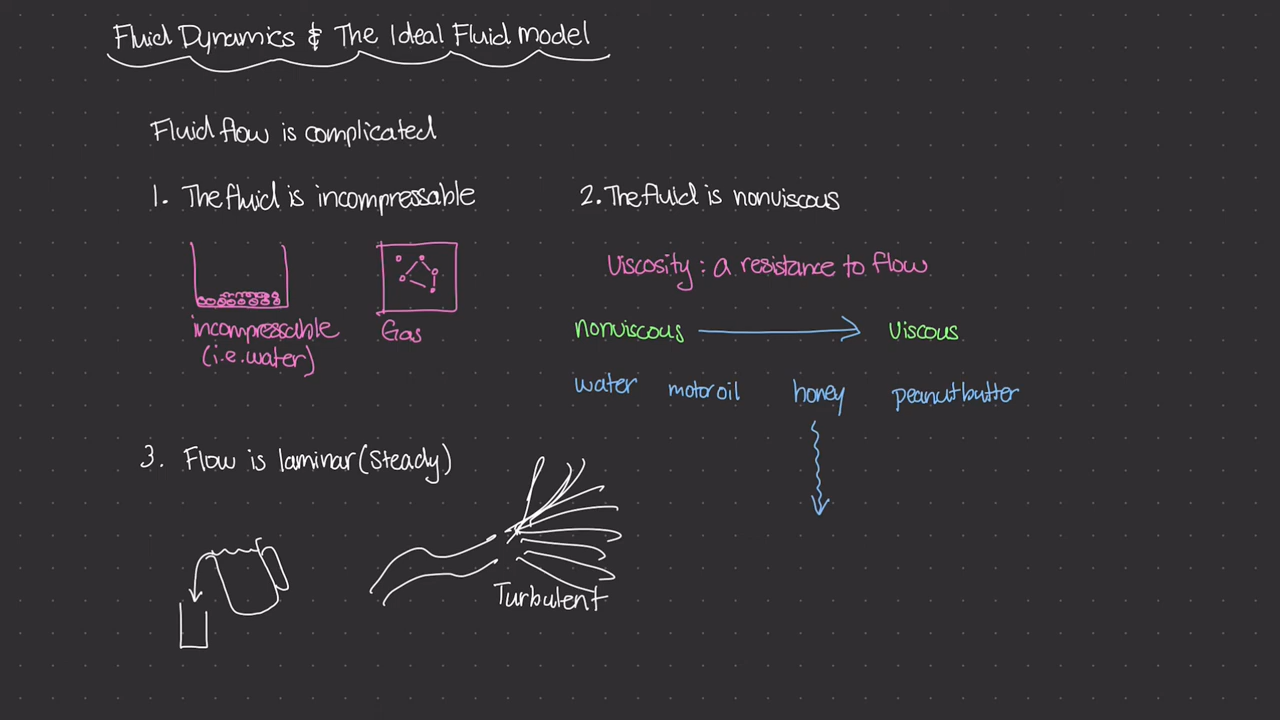 Fluid Dynamics & The Ideal Fluid model
Fluid flow is complicated
1. The fluid is incompressable
incompressable
(i.e. water)
Gas
2. The fluid is nonviscous
Viscosity : a resistance to flow
nonviscous
viscous
water
motor oil
honey
peanut butter
3. Flow is laminar (Steady)
Turbulent